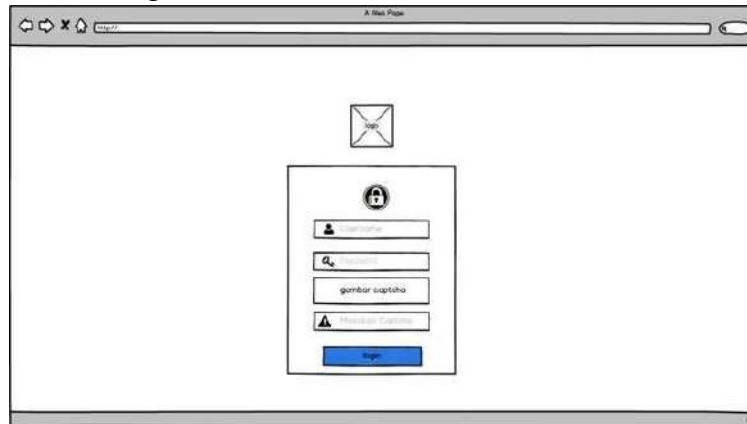 A Web Page
http://
logo
Username
Password
gambar captcha
Masukan Captcha
login